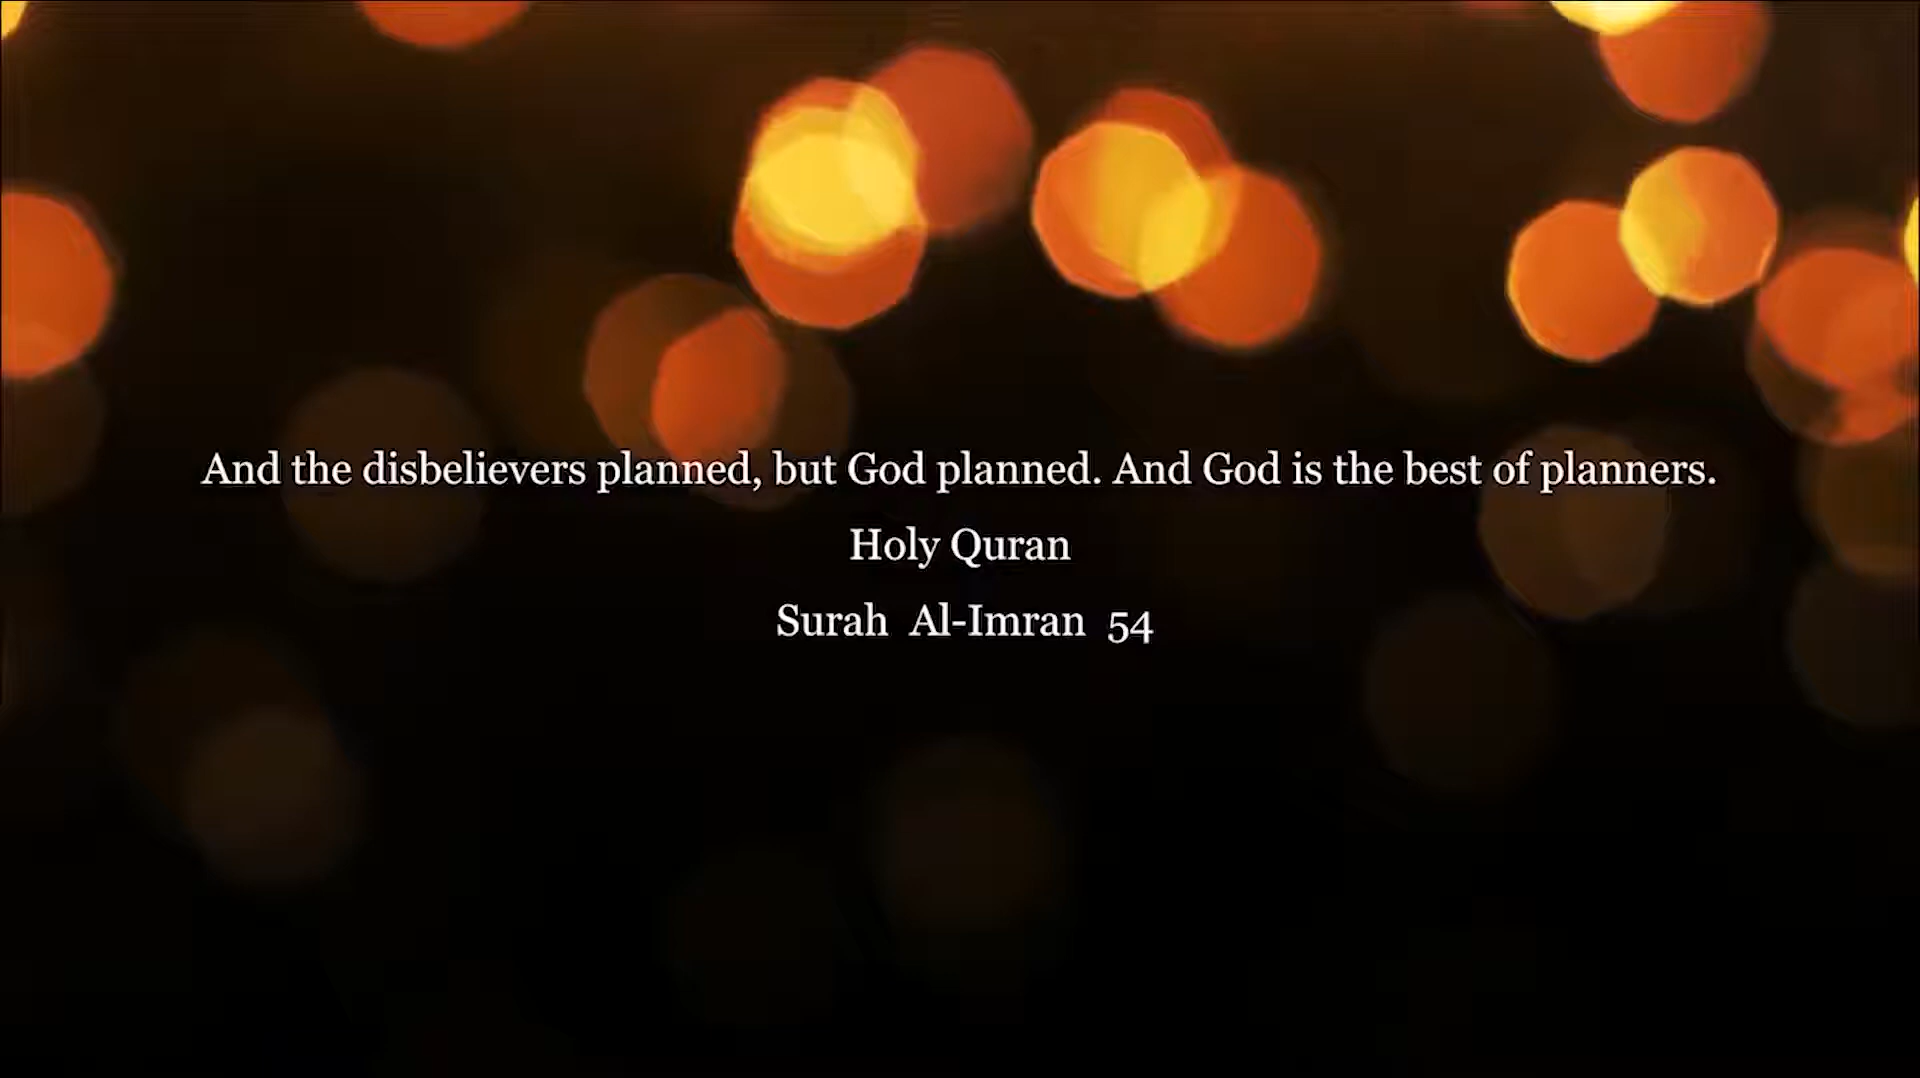 And the disbelievers planned, but God planned. And God is the best of planners.
Holy Quran
Surah Al-Imran 54